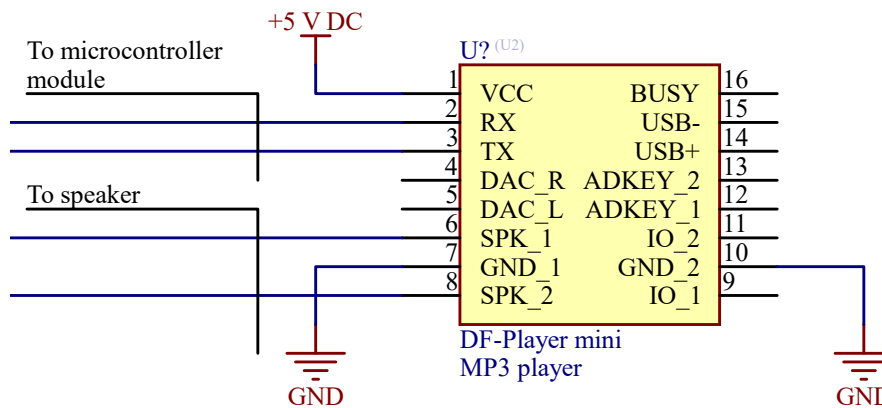 +5 V DC
To microcontroller
module
U? (U2)
1 VCC BUSY 16
2 RX USB- 15
3 TX USB+ 14
4 DAC_R ADKEY_2 13
To speaker
5 DAC_L ADKEY_1 12
6 SPK_1 IO_2 11
7 GND_1 GND_2 10
8 SPK_2 IO_1 9
DF-Player mini
MP3 player
GND
GND